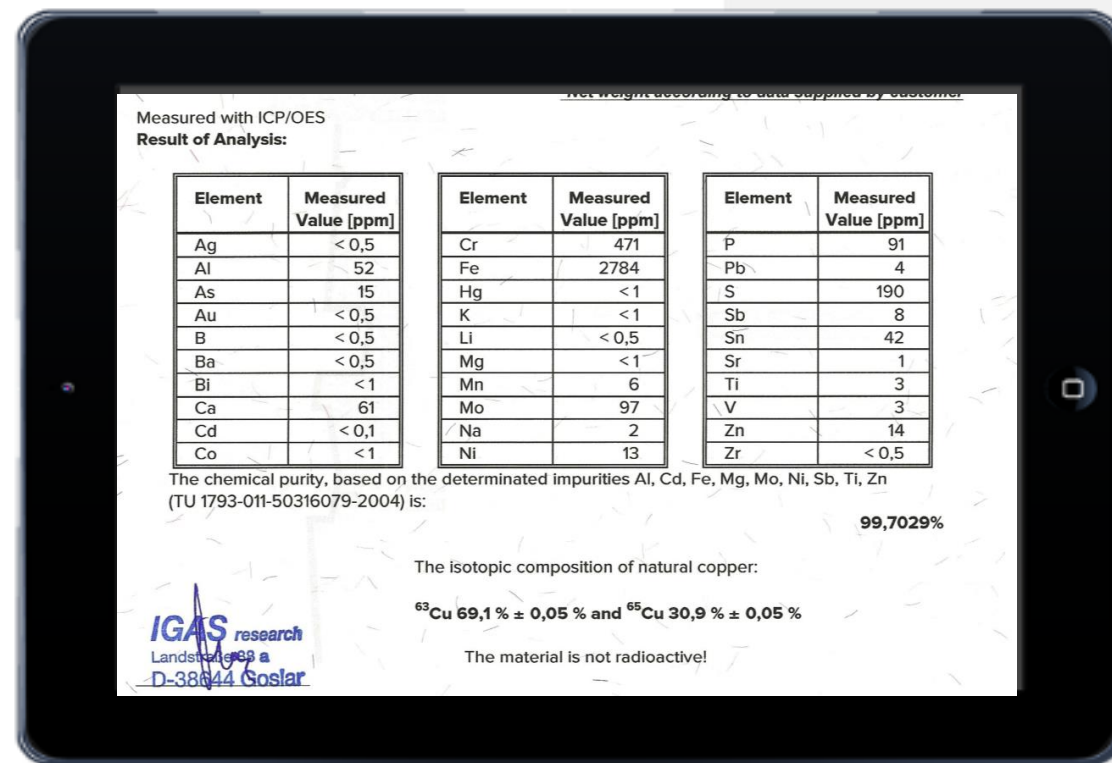 Net weight according to data supplied by customer
Measured with ICP/OES
Result of Analysis:
Element Measured Value [ppm]
Ag < 0,5
Al 52
As 15
Au < 0,5
B < 0,5
Ba < 0,5
Bi < 1
Ca 61
Cd < 0,1
Co < 1
Element Measured Value [ppm]
Cr 471
Fe 2784
Hg < 1
K < 1
Li < 0,5
Mg < 1
Mn 6
Mo 97
Na 2
Ni 13
Element Measured Value [ppm]
P 91
Pb 4
S 190
Sb 8
Sn 42
Sr 1
Ti 3
V 3
Zn 14
Zr < 0,5
The chemical purity, based on the determinated impurities Al, Cd, Fe, Mg, Mo, Ni, Sb, Ti, Zn
(TU 1793-011-50316079-2004) is:
99,7029%
The isotopic composition of natural copper:
⁶³Cu 69,1 % ± 0,05 % and ⁶⁵Cu 30,9 % ± 0,05 %
The material is not radioactive!
IGAS research
a
D-38644 Goslar